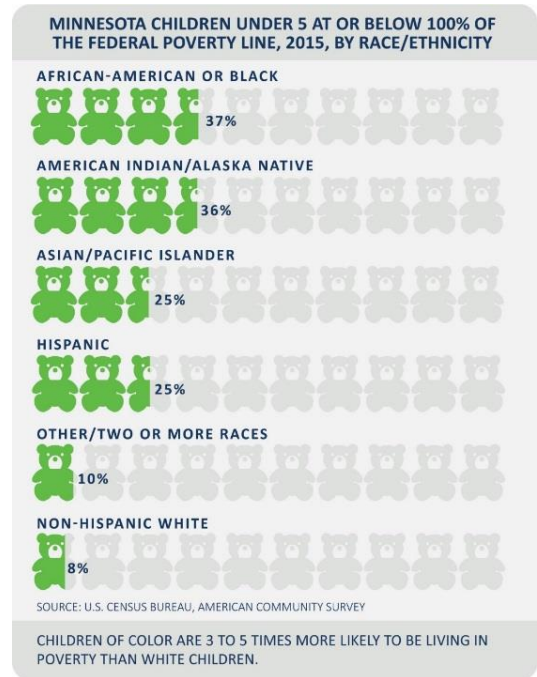 MINNESOTA CHILDREN UNDER 5 AT OR BELOW 100% OF
THE FEDERAL POVERTY LINE, 2015, BY RACE/ETHNICITY
AFRICAN-AMERICAN OR BLACK
37%
AMERICAN INDIAN/ALASKA NATIVE
36%
ASIAN/PACIFIC ISLANDER
25%
HISPANIC
25%
OTHER/TWO OR MORE RACES
10%
NON-HISPANIC WHITE
8%
SOURCE: U.S. CENSUS BUREAU, AMERICAN COMMUNITY SURVEY
CHILDREN OF COLOR ARE 3 TO 5 TIMES MORE LIKELY TO BE LIVING IN
POVERTY THAN WHITE CHILDREN.